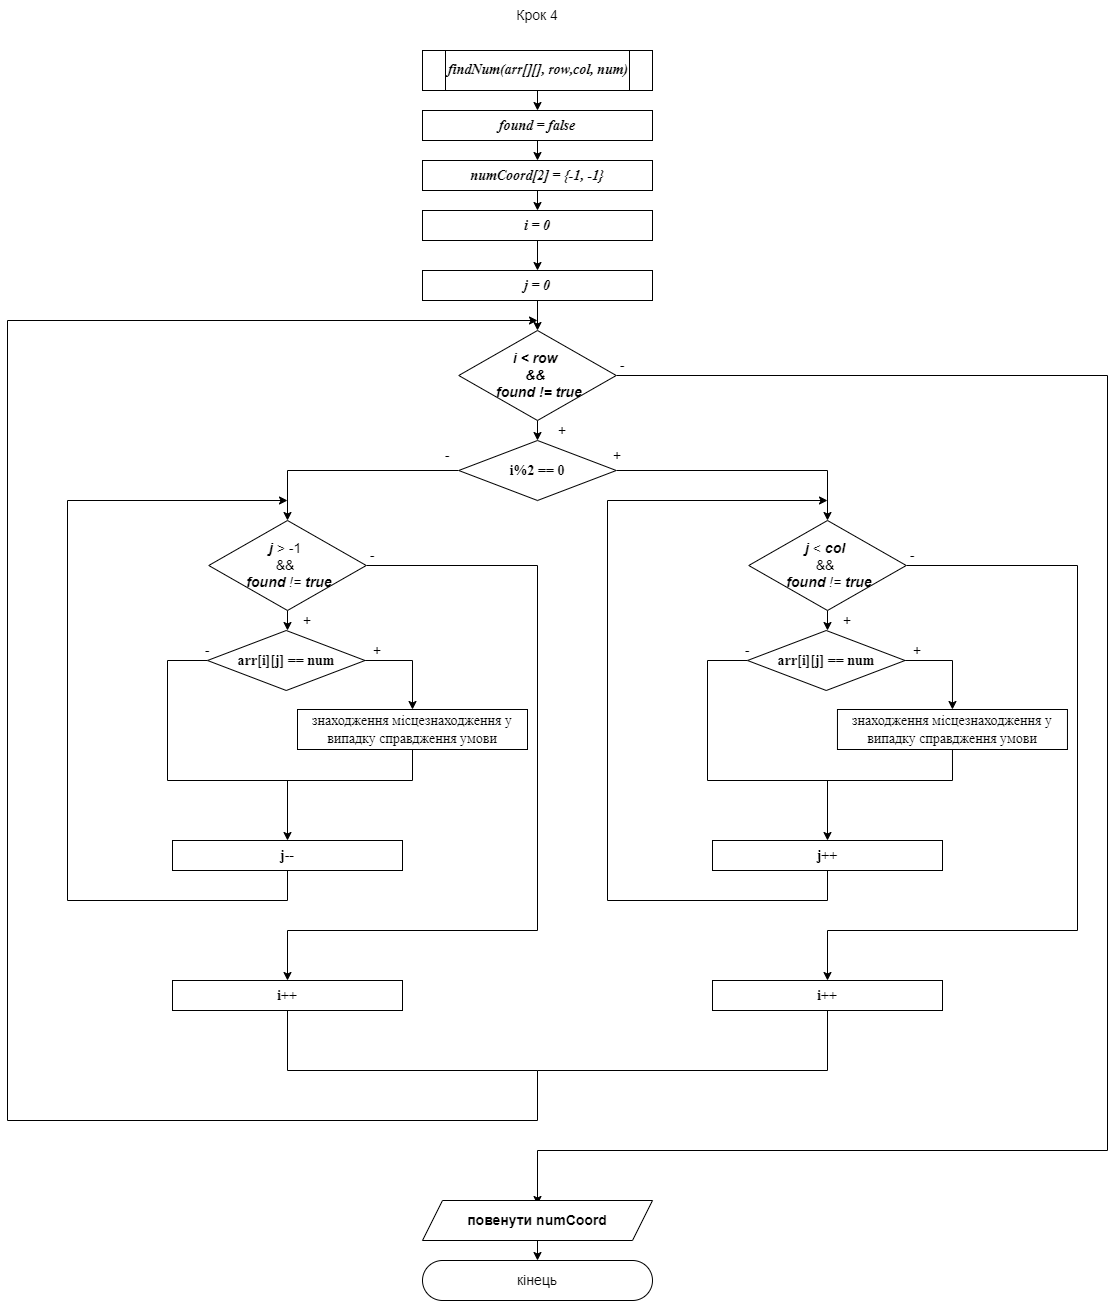 Крок 4
findNum(arr[][], row,col, num)
found = false
numCoord[2] = {-1, -1}
i = 0
j = 0
i < row
&&
found != true
-
+
i%2 == 0
-
+
j > -1
&&
found != true
-
+
arr[i][j] == num
-
+
знаходження місцезнаходження у
випадку справдження умови
j--
i++
j < col
&&
found != true
-
+
arr[i][j] == num
-
+
знаходження місцезнаходження у
випадку справдження умови
j++
i++
повенути numCoord
кінець